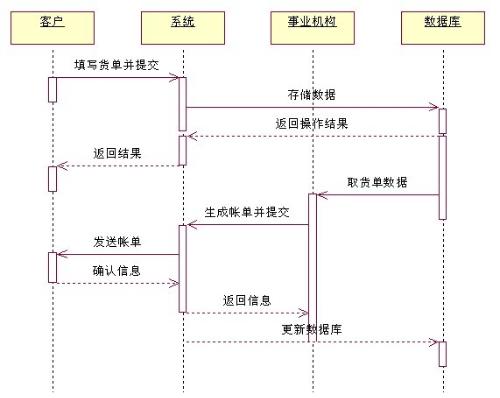 客户
系统
事业机构
数据库
填写货单并提交
存储数据
返回操作结果
返回结果
取货单数据
生成帐单并提交
发送帐单
确认信息
返回信息
更新数据库